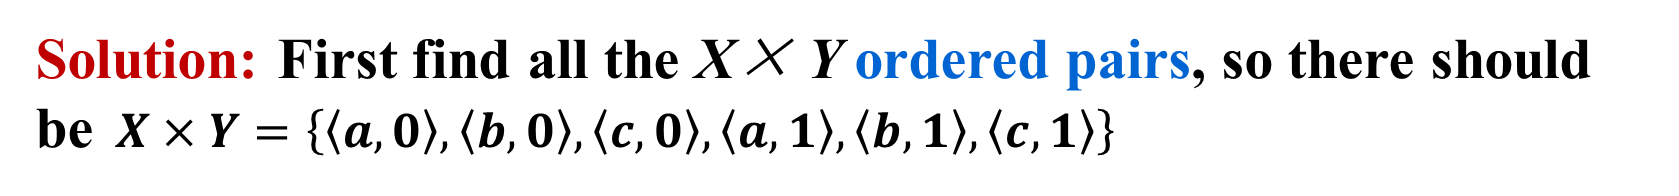 Solution: First find all the X × Y ordered pairs, so there should
be X × Y = {⟨a, 0⟩, ⟨b, 0⟩, ⟨c, 0⟩, ⟨a, 1⟩, ⟨b, 1⟩, ⟨c, 1⟩}